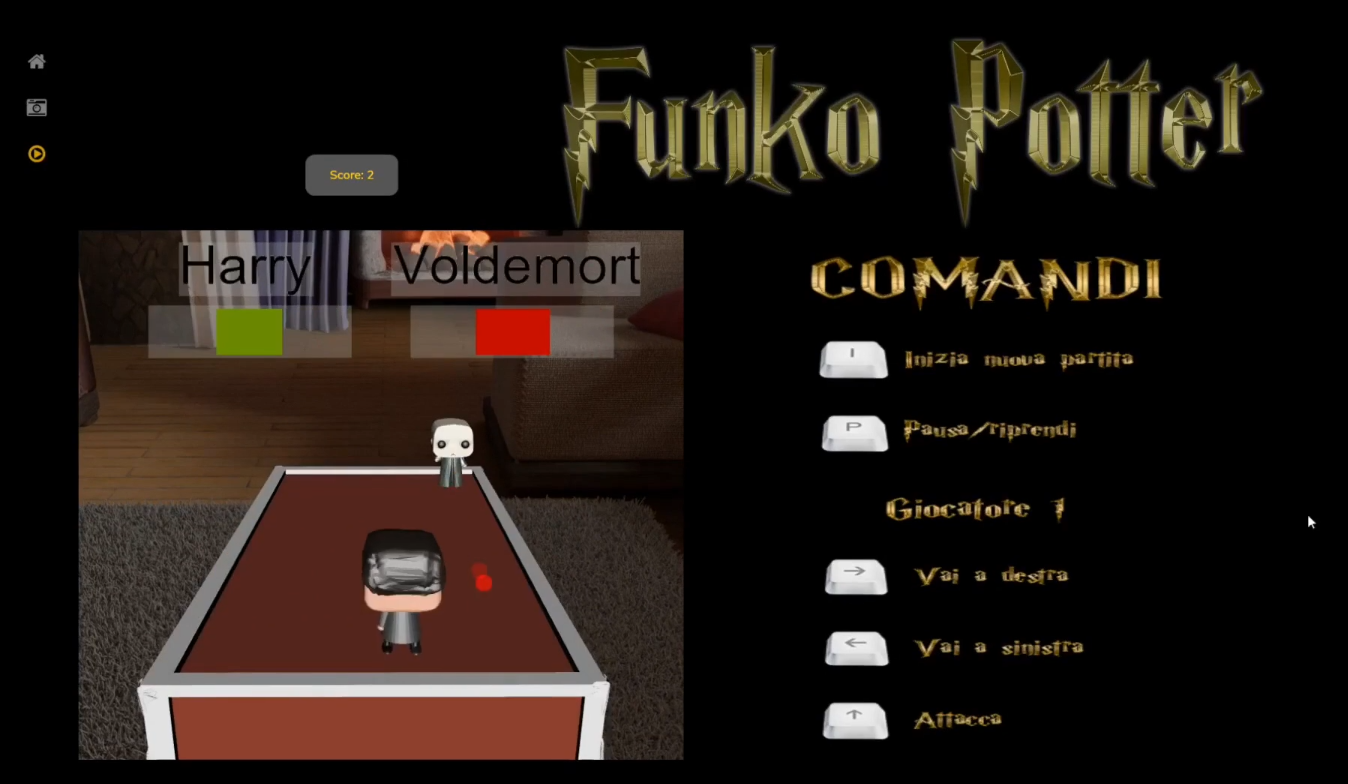 Funko Potter
Score: 2
Harry Voldemort
COMANDI
I Inizia nuova partita
P Pausa/riprendi
Giocatore 1
→ Vai a destra
← Vai a sinistra
↑ Attacca